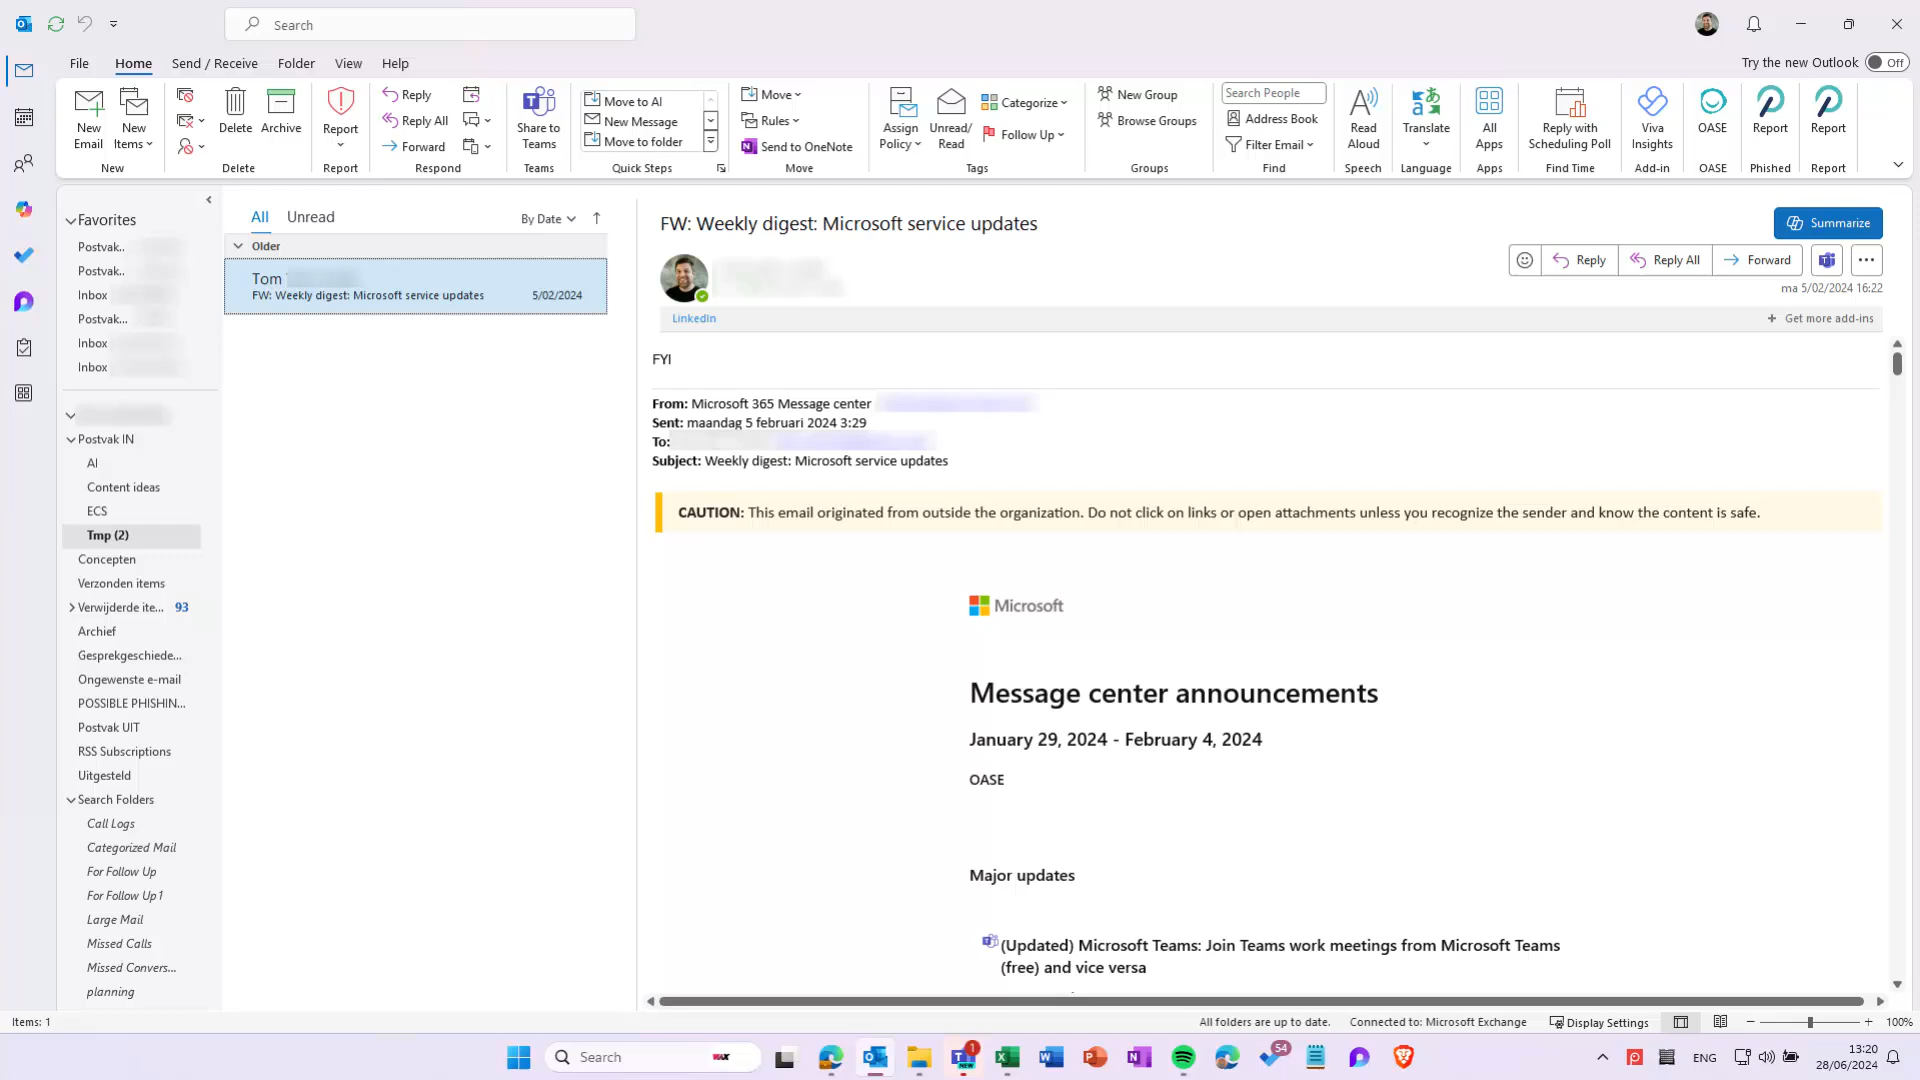 Search
Try the new Outlook
Off
File
Home
Send / Receive
Folder
View
Help
New Email
New Items
New
Delete
Archive
Delete
Report
Report
Reply
Reply All
Forward
Respond
Share to Teams
Teams
Move to AI
New Message
Move to folder
Quick Steps
Move
Rules
Send to OneNote
Move
Assign Policy
Unread/ Read
Categorize
Follow Up
Tags
New Group
Browse Groups
Groups
Search People
Address Book
Filter Email
Find
Read Aloud
Speech
Translate
Language
All Apps
Apps
Reply with Scheduling Poll
Find Time
Viva Insights
Add-in
OASE
OASE
Report
Phished
Report
Report
Favorites
Postvak..
Postvak..
Inbox
Postvak...
Inbox
Inbox
Postvak IN
AI
Content ideas
ECS
Tmp (2)
Concepten
Verzonden items
Verwijderde ite... 93
Archief
Gesprekgeschiede...
Ongewenste e-mail
POSSIBLE PHISHIN...
Postvak UIT
RSS Subscriptions
Uitgesteld
Search Folders
Call Logs
Categorized Mail
For Follow Up
For Follow Up1
Large Mail
Missed Calls
Missed Convers...
planning
All
Unread
By Date
Older
Tom
FW: Weekly digest: Microsoft service updates 5/02/2024
FW: Weekly digest: Microsoft service updates
Summarize
Reply
Reply All
Forward
ma 5/02/2024 16:22
LinkedIn
+ Get more add-ins
FYI
From: Microsoft 365 Message center
Sent: maandag 5 februari 2024 3:29
To:
Subject: Weekly digest: Microsoft service updates
CAUTION: This email originated from outside the organization. Do not click on links or open attachments unless you recognize the sender and know the content is safe.
Microsoft
Message center announcements
January 29, 2024 - February 4, 2024
OASE
Major updates
(Updated) Microsoft Teams: Join Teams work meetings from Microsoft Teams
(free) and vice versa
Items: 1
All folders are up to date.
Connected to: Microsoft Exchange
Display Settings
100%
Search
1
NEW
54
ENG
13:20
28/06/2024